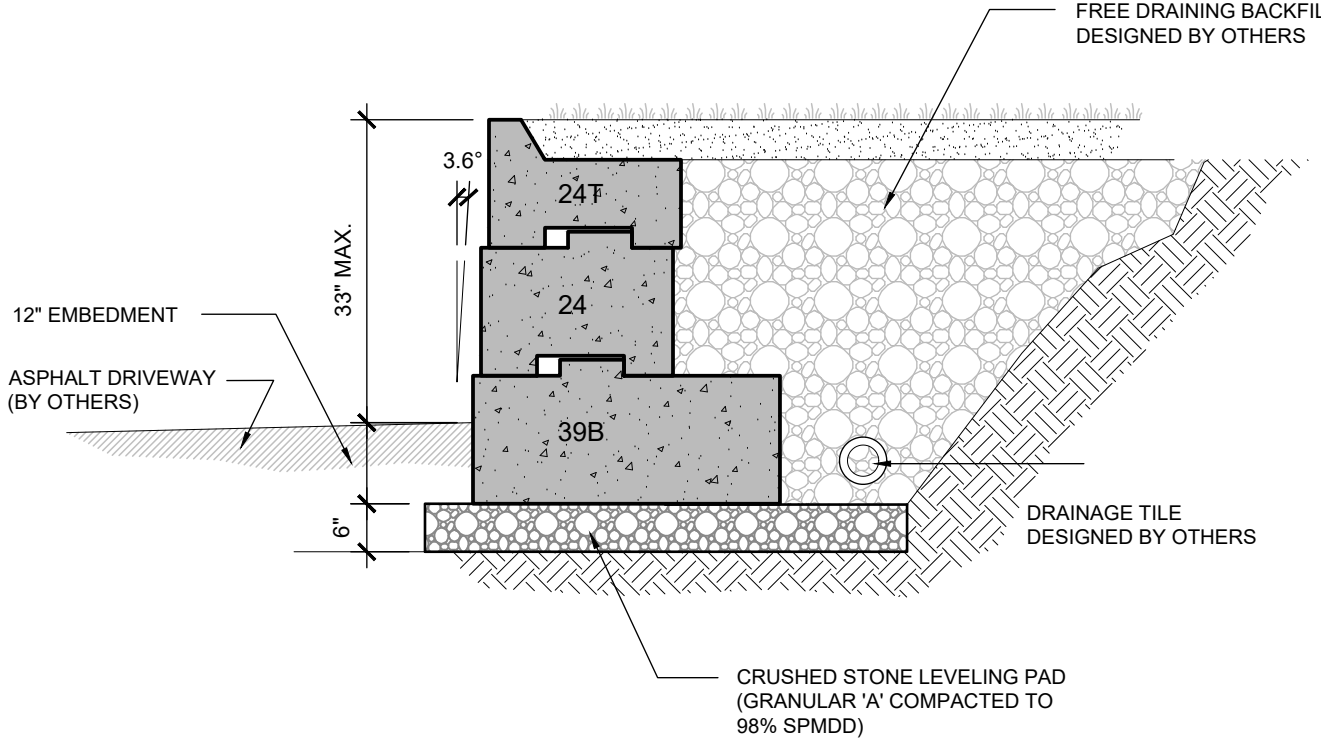 FREE DRAINING BACKFIL
DESIGNED BY OTHERS
3.6°
24T
33" MAX.
24
12" EMBEDMENT
ASPHALT DRIVEWAY
(BY OTHERS)
39B
6"
DRAINAGE TILE
DESIGNED BY OTHERS
CRUSHED STONE LEVELING PAD
(GRANULAR 'A' COMPACTED TO
98% SPMDD)